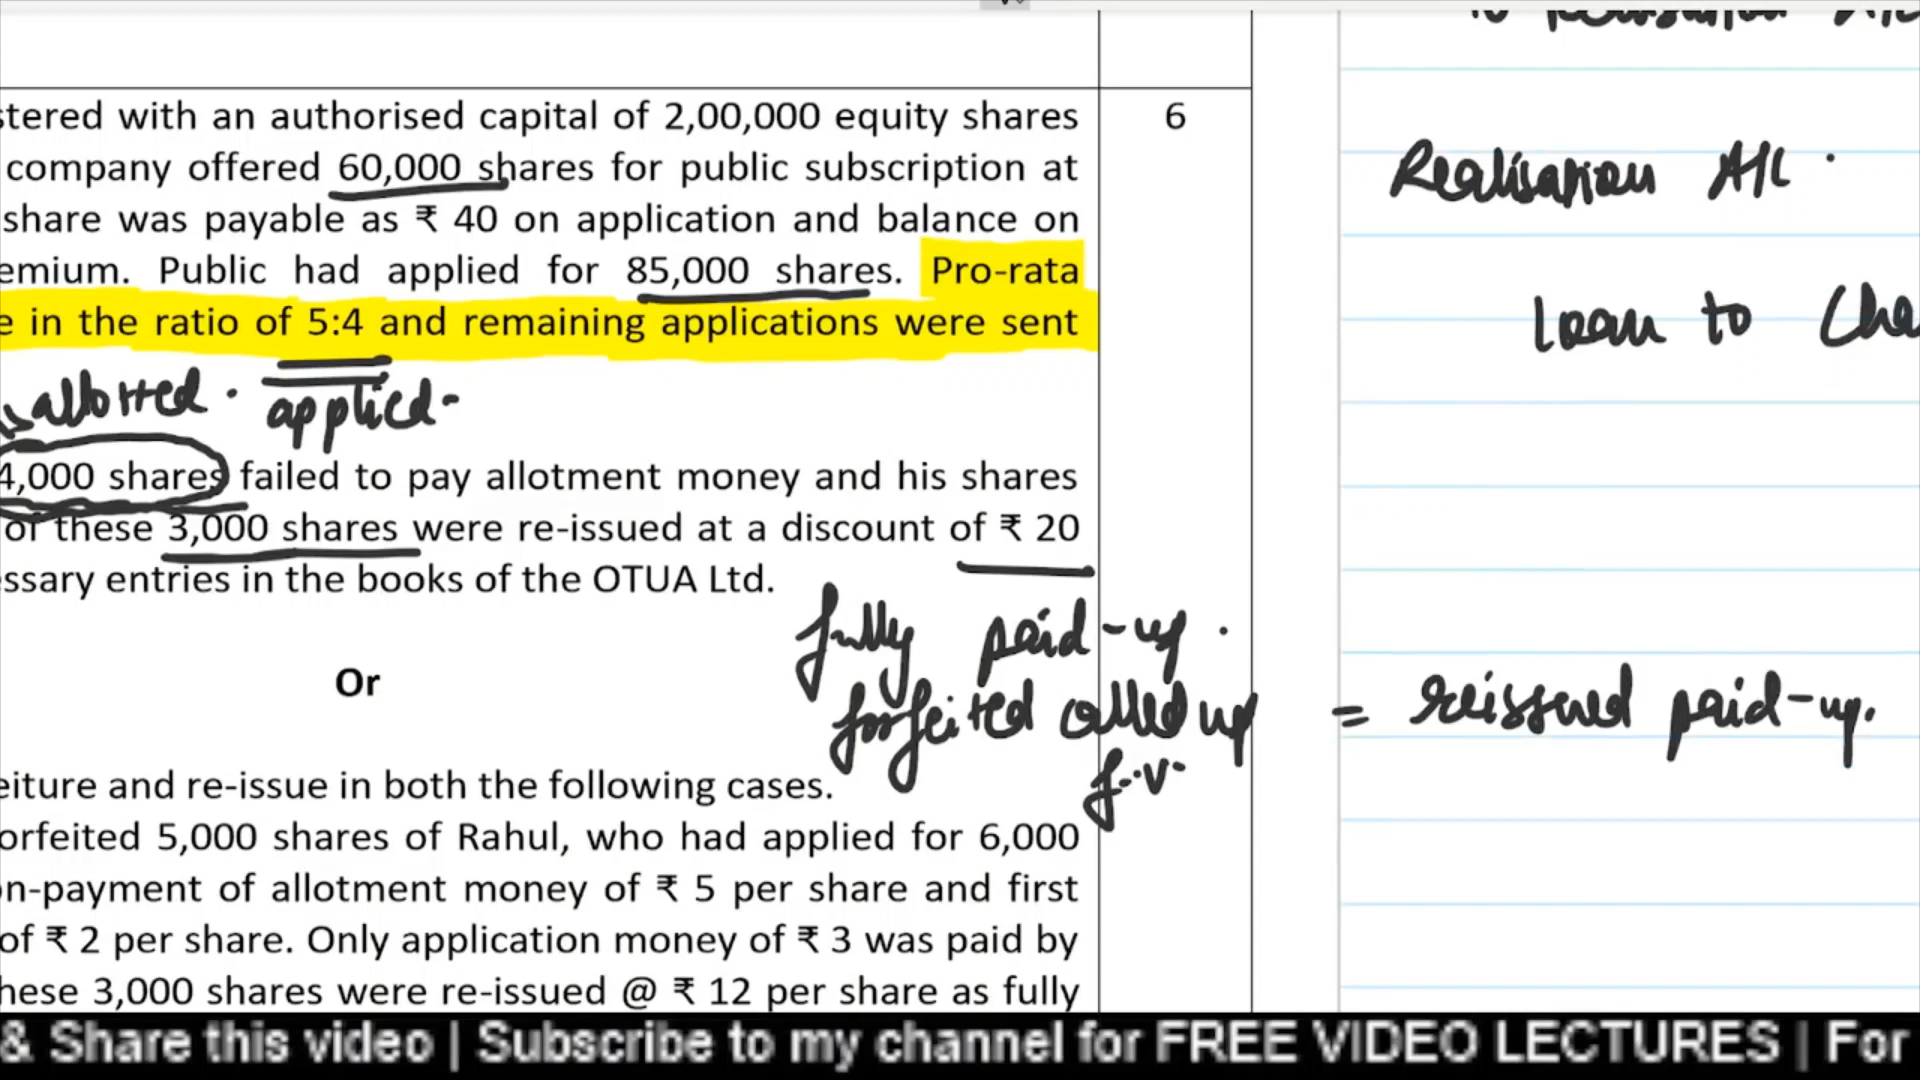 to Realisation A/c
stered with an authorised capital of 2,00,000 equity shares
6
company offered 60,000 shares for public subscription at
Realisation A/c.
share was payable as ₹ 40 on application and balance on
emium. Public had applied for 85,000 shares. Pro-rata
e in the ratio of 5:4 and remaining applications were sent
Loan to Cha
allotted. applied-
4,000 shares failed to pay allotment money and his shares
of these 3,000 shares were re-issued at a discount of ₹ 20
ssary entries in the books of the OTUA Ltd.
fully paid-up.
Or
forfeited called up = reissued paid-up.
f.v.
eiture and re-issue in both the following cases.
orfeited 5,000 shares of Rahul, who had applied for 6,000
n-payment of allotment money of ₹ 5 per share and first
of ₹ 2 per share. Only application money of ₹ 3 was paid by
hese 3,000 shares were re-issued @ ₹ 12 per share as fully
& Share this video | Subscribe to my channel for FREE VIDEO LECTURES | For